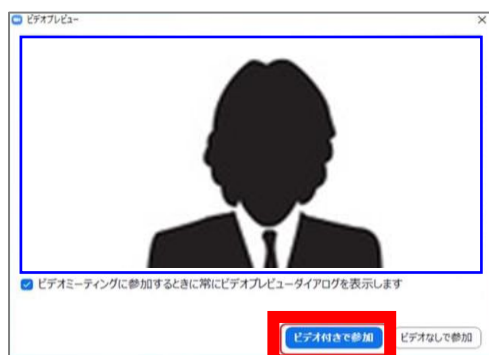 ビデオプレビュー
ビデオミーティングに参加するときに常にビデオプレビューダイアログを表示します
ビデオ付きで参加
ビデオなしで参加